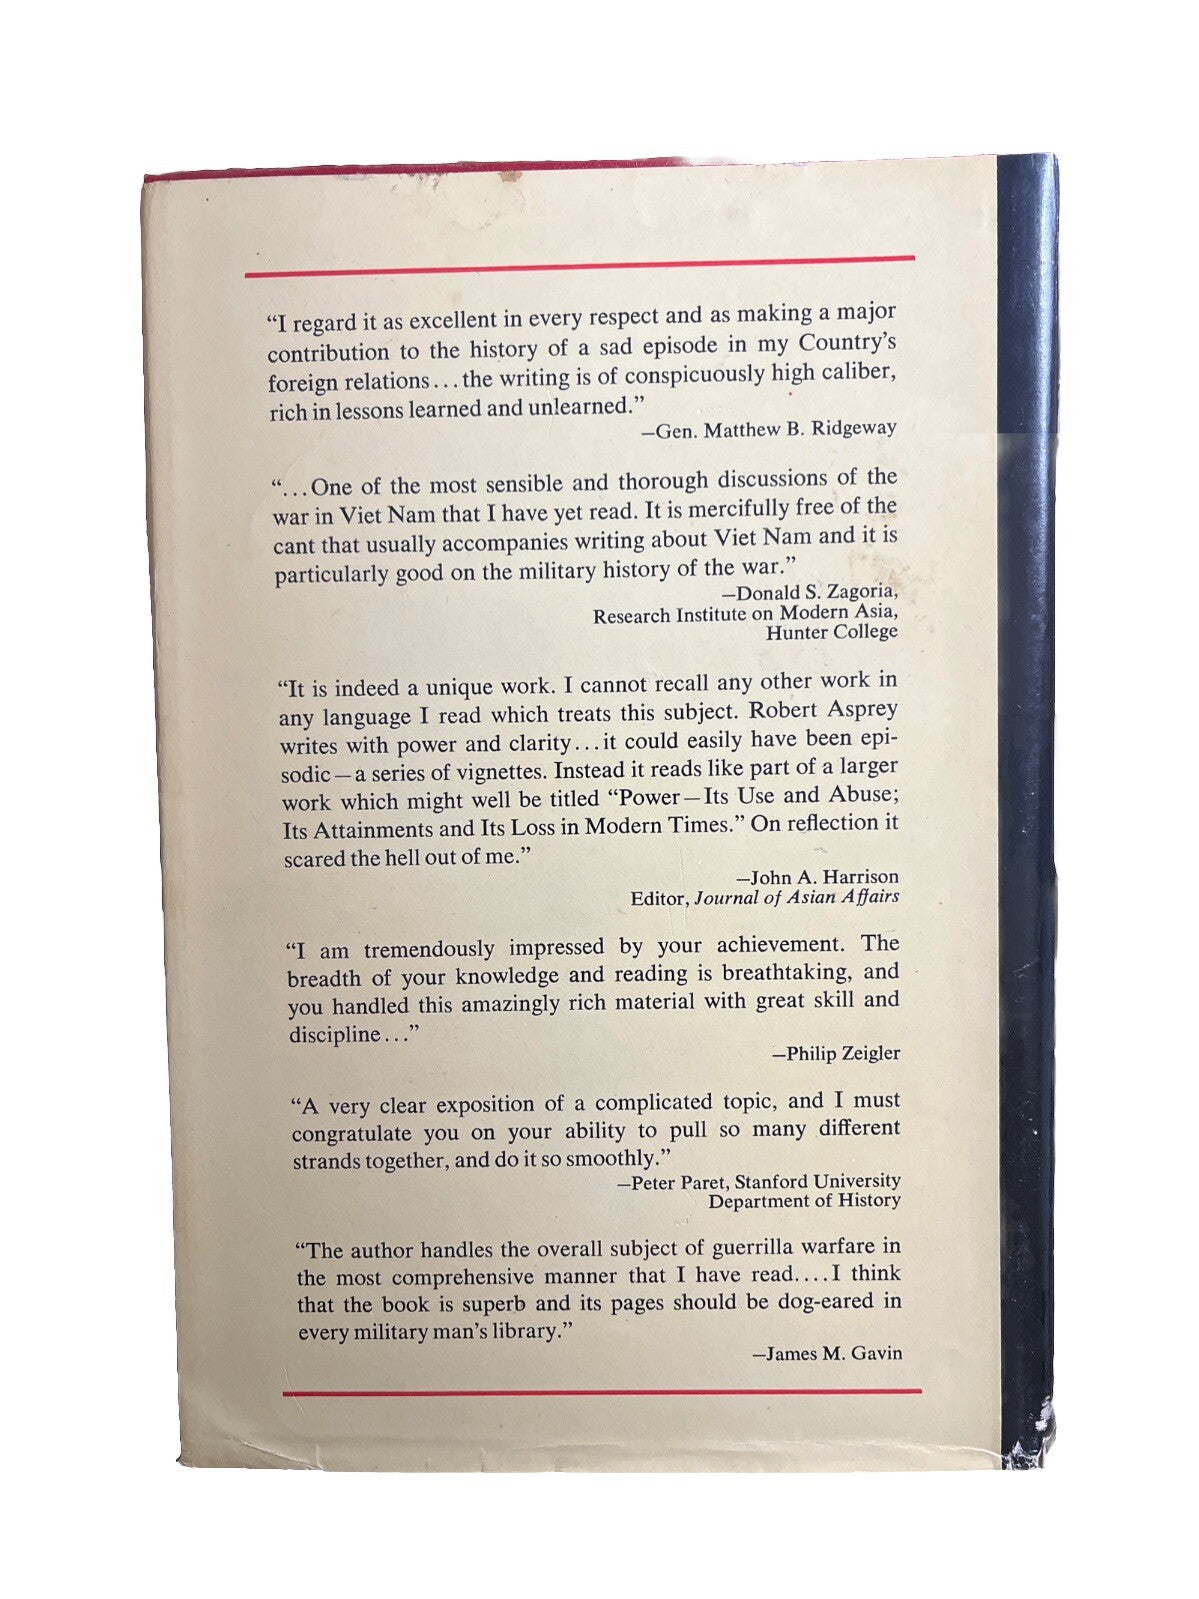 “I regard it as excellent in every respect and as making a major
contribution to the history of a sad episode in my Country’s
foreign relations...the writing is of conspicuously high caliber,
rich in lessons learned and unlearned.”
—Gen. Matthew B. Ridgeway
“...One of the most sensible and thorough discussions of the
war in Viet Nam that I have yet read. It is mercifully free of the
cant that usually accompanies writing about Viet Nam and it is
particularly good on the military history of the war.”
—Donald S. Zagoria,
Research Institute on Modern Asia,
Hunter College
“It is indeed a unique work. I cannot recall any other work in
any language I read which treats this subject. Robert Asprey
writes with power and clarity...it could easily have been epi-
sodic—a series of vignettes. Instead it reads like part of a larger
work which might well be titled “Power—Its Use and Abuse;
Its Attainments and Its Loss in Modern Times.” On reflection it
scared the hell out of me.”
—John A. Harrison
Editor, Journal of Asian Affairs
“I am tremendously impressed by your achievement. The
breadth of your knowledge and reading is breathtaking, and
you handled this amazingly rich material with great skill and
discipline...”
—Philip Zeigler
“A very clear exposition of a complicated topic, and I must
congratulate you on your ability to pull so many different
strands together, and do it so smoothly.”
—Peter Paret, Stanford University
Department of History
“The author handles the overall subject of guerrilla warfare in
the most comprehensive manner that I have read....I think
that the book is superb and its pages should be dog-eared in
every military man’s library.”
—James M. Gavin